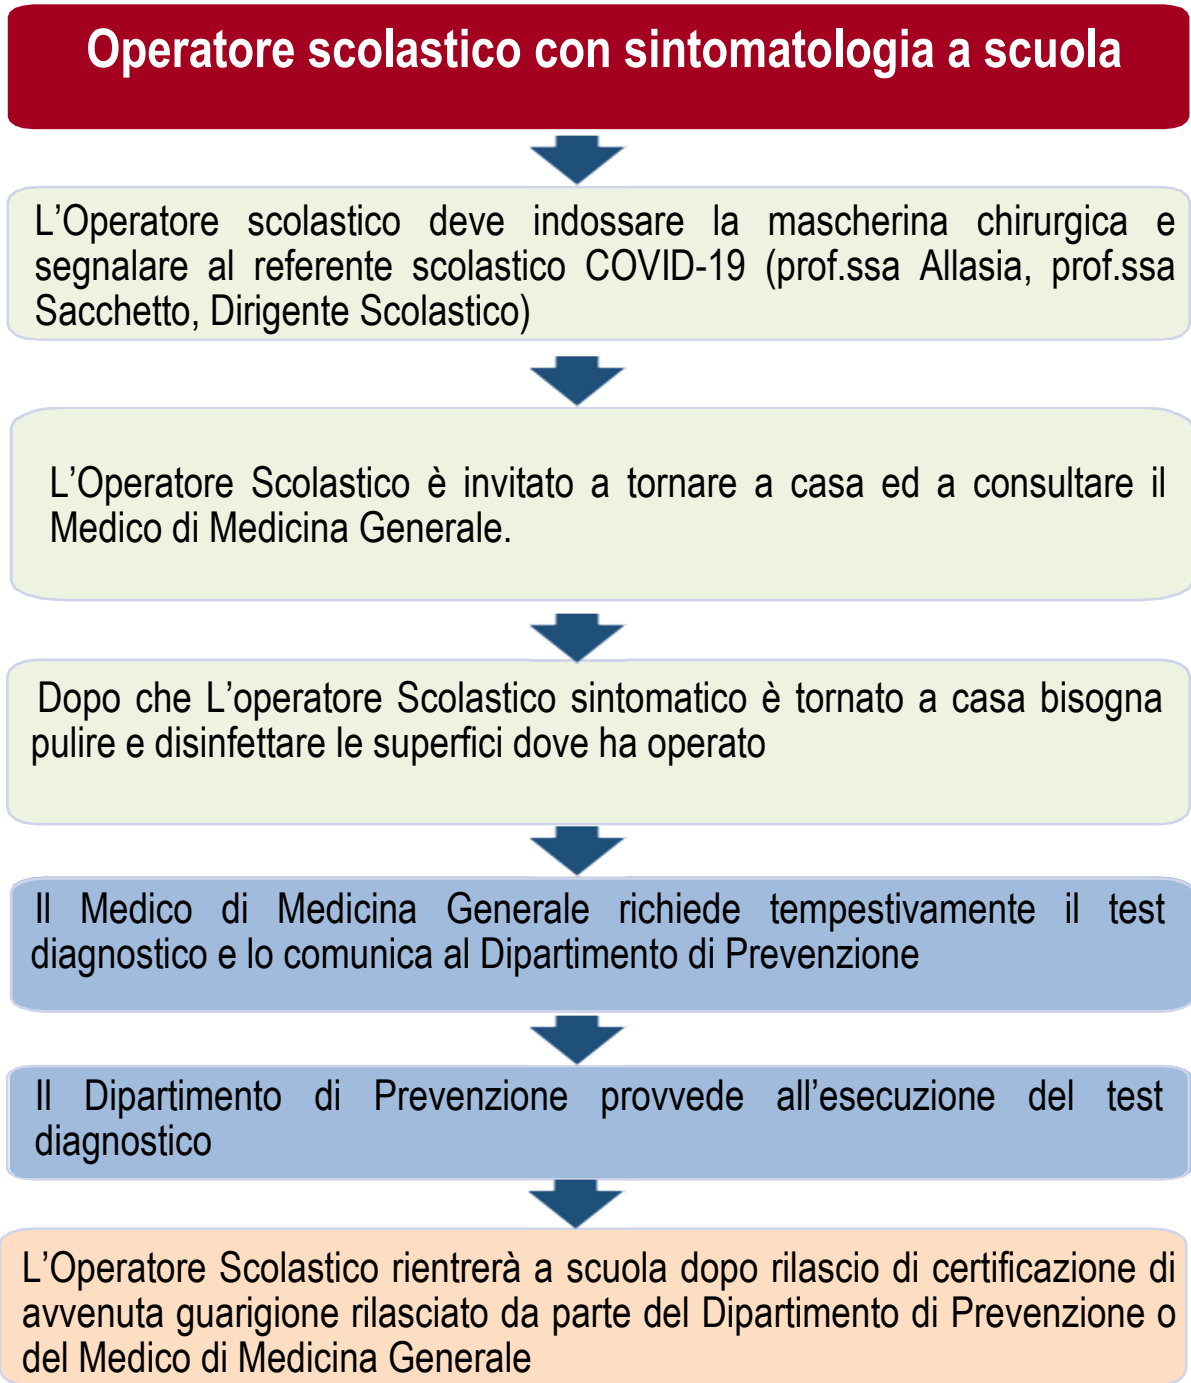 Operatore scolastico con sintomatologia a scuola
L’Operatore scolastico deve indossare la mascherina chirurgica e
segnalare al referente scolastico COVID-19 (prof.ssa Allasia, prof.ssa
Sacchetto, Dirigente Scolastico)
L’Operatore Scolastico è invitato a tornare a casa ed a consultare il
Medico di Medicina Generale.
Dopo che L’operatore Scolastico sintomatico è tornato a casa bisogna
pulire e disinfettare le superfici dove ha operato
Il Medico di Medicina Generale richiede tempestivamente il test
diagnostico e lo comunica al Dipartimento di Prevenzione
Il Dipartimento di Prevenzione provvede all’esecuzione del test
diagnostico
L’Operatore Scolastico rientrerà a scuola dopo rilascio di certificazione di
avvenuta guarigione rilasciato da parte del Dipartimento di Prevenzione o
del Medico di Medicina Generale